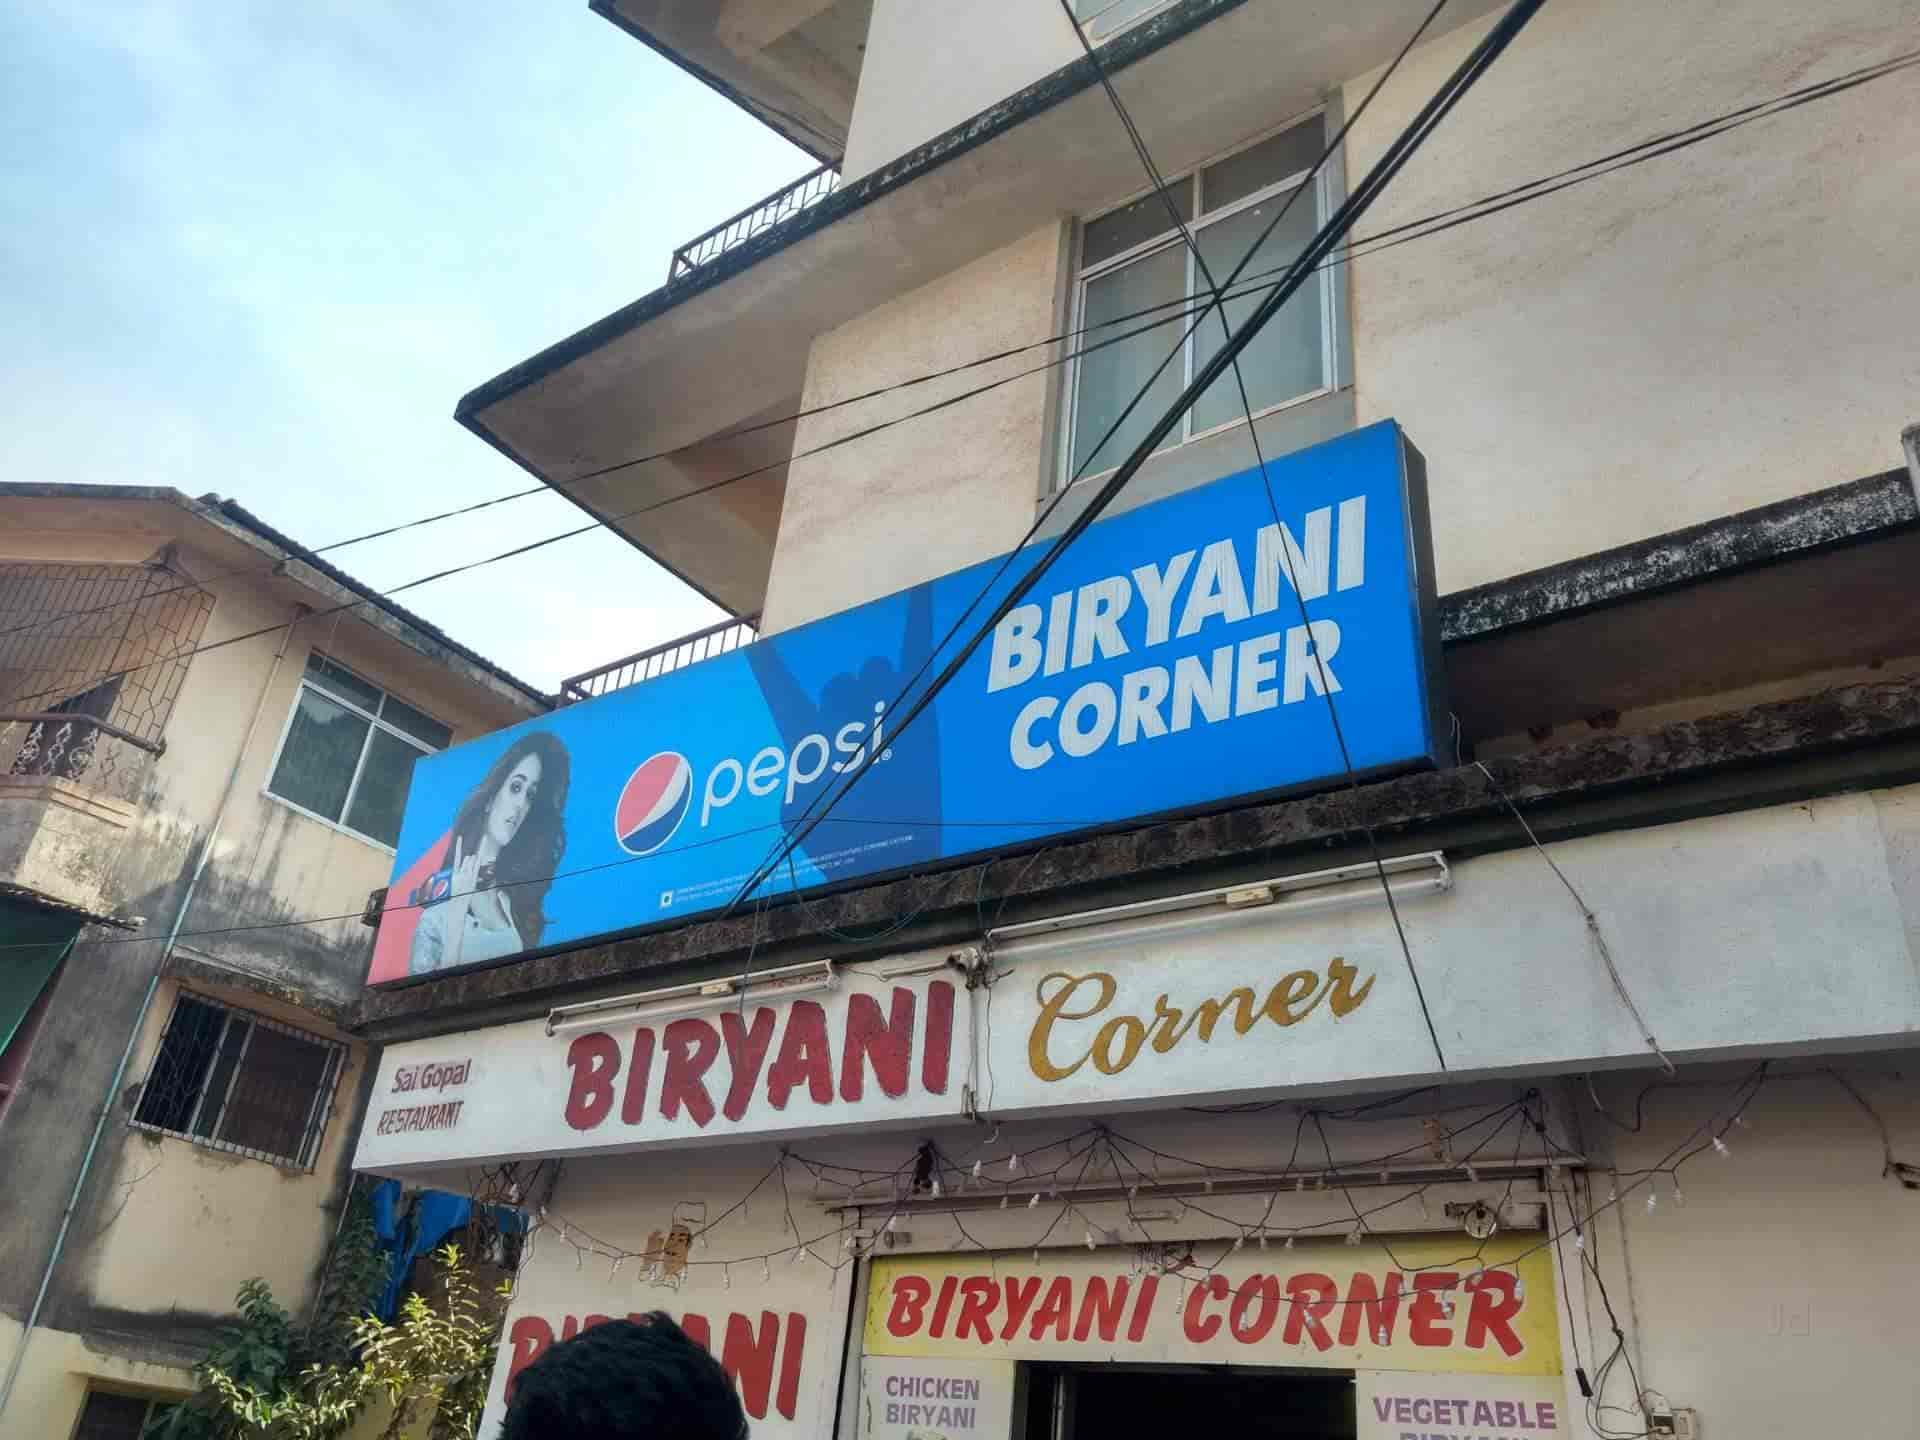 pepsi®
BIRYANI
CORNER
Sai Gopal
RESTAURANT
BIRYANI
Corner
BIRYANI CORNER
CHICKEN
BIRYANI
VEGETABLE